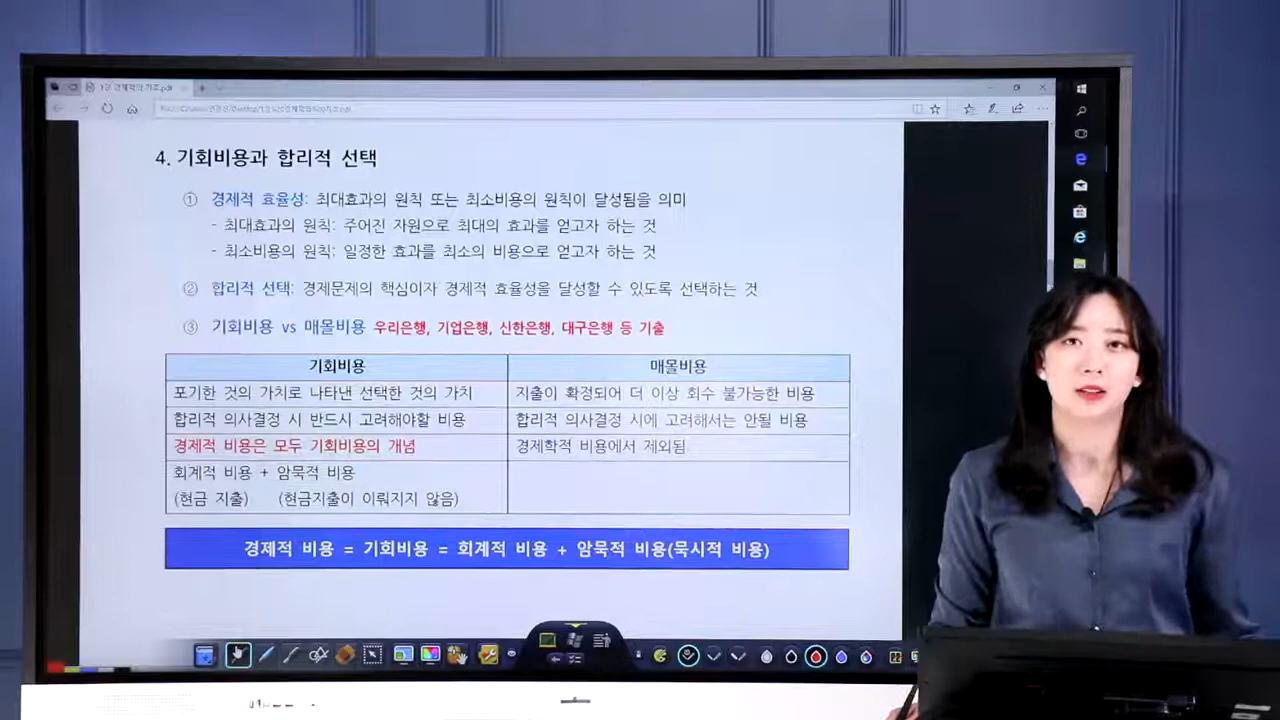 4. 기회비용과 합리적 선택
① 경제적 효율성: 최대효과의 원칙 또는 최소비용의 원칙이 달성됨을 의미
- 최대효과의 원칙: 주어진 자원으로 최대의 효과를 얻고자 하는 것
- 최소비용의 원칙: 일정한 효과를 최소의 비용으로 얻고자 하는 것
② 합리적 선택: 경제문제의 핵심이자 경제적 효율성을 달성할 수 있도록 선택하는 것
③ 기회비용 vs 매몰비용 우리은행, 기업은행, 신한은행, 대구은행 등 기출
기회비용 매몰비용
포기한 것의 가치로 나타낸 선택한 것의 가치 지출이 확정되어 더 이상 회수 불가능한 비용
합리적 의사결정 시 반드시 고려해야할 비용 합리적 의사결정 시에 고려해서는 안될 비용
경제적 비용은 모두 기회비용의 개념 경제학적 비용에서 제외됨
회계적 비용 + 암묵적 비용
(현금 지출) (현금지출이 이뤄지지 않음)
경제적 비용 = 기회비용 = 회계적 비용 + 암묵적 비용(묵시적 비용)